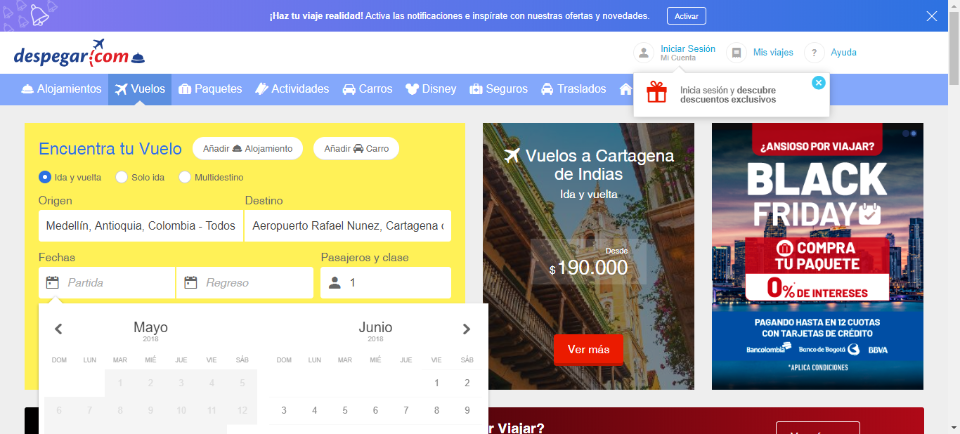 ¡Haz tu viaje realidad! Activa las notificaciones e inspírate con nuestras ofertas y novedades.
Activar
despegar.com
Iniciar Sesión
Mi Cuenta
Mis viajes
?
Ayuda
Alojamientos
Vuelos
Paquetes
Actividades
Carros
Disney
Seguros
Traslados
Inicia sesión y descubre
descuentos exclusivos
Encuentra tu Vuelo
Añadir Alojamiento
Añadir Carro
Ida y vuelta
Solo ida
Multidestino
Origen
Destino
Medellín, Antioquia, Colombia - Todos
Aeropuerto Rafael Nunez, Cartagena
Fechas
Pasajeros y clase
Partida
Regreso
1
Mayo
2018
DOM LUN MAR MIÉ JUE VIE SÁB
1 2 3 4 5
6 7 8 9 10 11 12
Junio
2018
DOM LUN MAR MIÉ JUE VIE SÁB
1 2
3 4 5 6 7 8 9
Vuelos a Cartagena
de Indias
Ida y vuelta
Desde
$190.000
Ver más
¿ANSIOSO POR VIAJAR?
BLACK
FRIDAY
COMPRA
TU PAQUETE
0% DE INTERESES
PAGANDO HASTA EN 12 CUOTAS
CON TARJETAS DE CRÉDITO
Bancolombia
Banco de Bogotá
BBVA
*APLICA CONDICIONES
r Viajar?